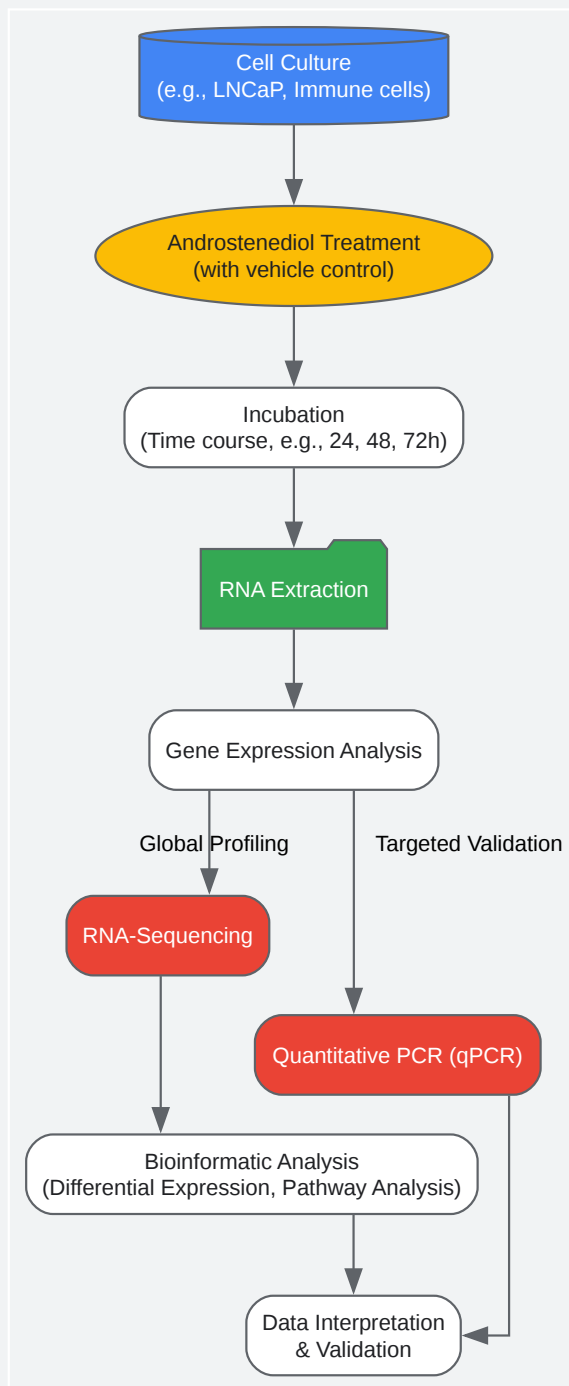 Cell Culture
(e.g., LNCaP, Immune cells)
Androstenediol Treatment
(with vehicle control)
Incubation
(Time course, e.g., 24, 48, 72h)
RNA Extraction
Gene Expression Analysis
Global Profiling
Targeted Validation
RNA-Sequencing
Quantitative PCR (qPCR)
Bioinformatic Analysis
(Differential Expression, Pathway Analysis)
Data Interpretation
& Validation